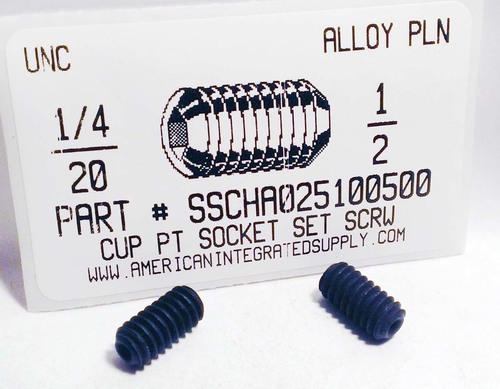 UNC
ALLOY PLN
1/4
20
1
2
PART # SSCHA025100500
CUP PT SOCKET SET SCRW
WWW.AMERICANINTEGRATEDSUPPLY.COM